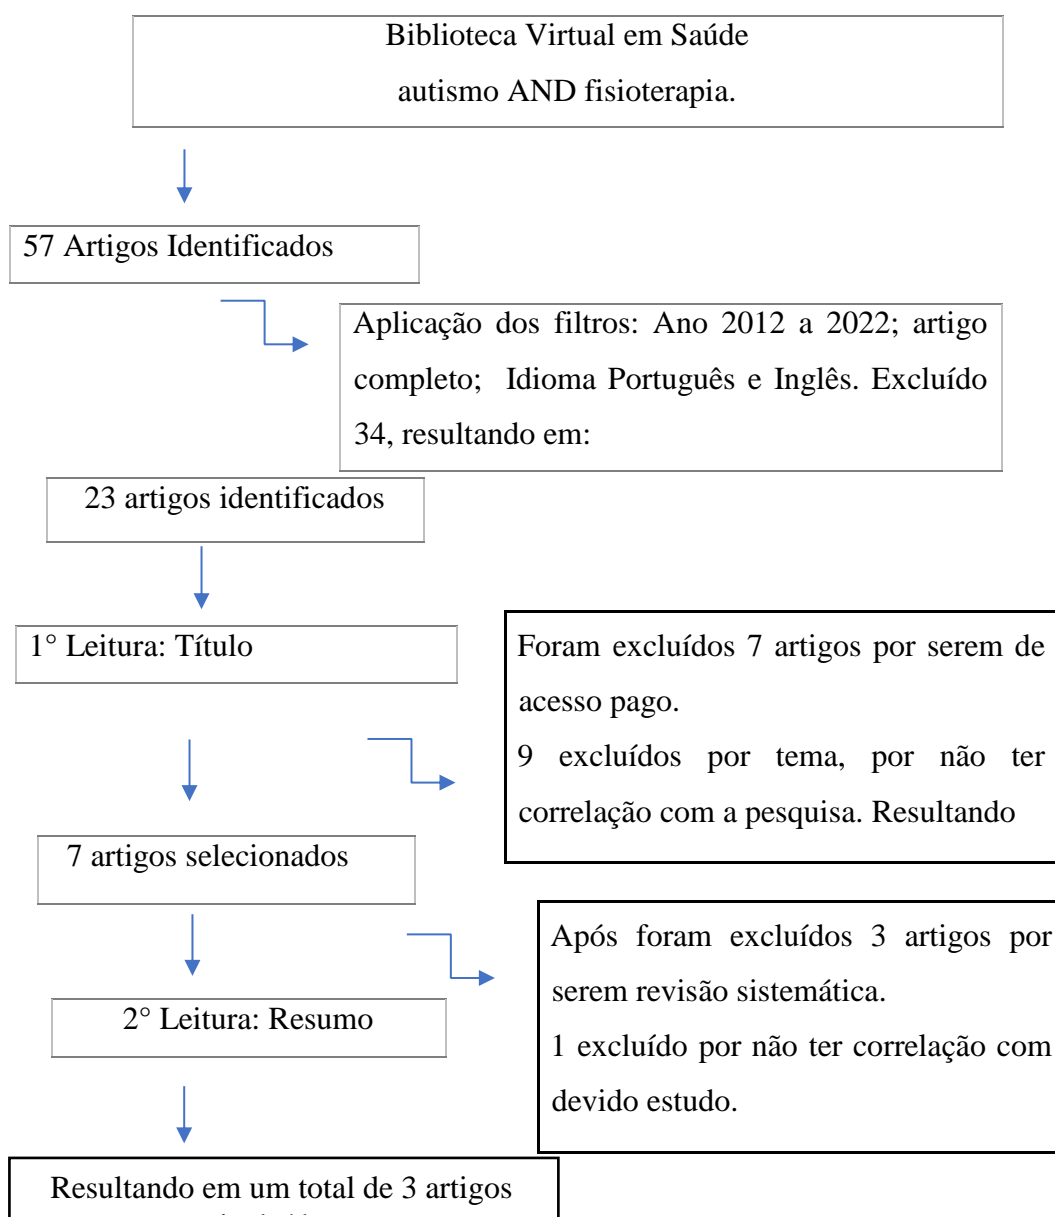 Biblioteca Virtual em Saúde
autismo AND fisioterapia.
57 Artigos Identificados
Aplicação dos filtros: Ano 2012 a 2022; artigo
completo; Idioma Português e Inglês. Excluído
34, resultando em:
23 artigos identificados
1° Leitura: Título
Foram excluídos 7 artigos por serem de
acesso pago.
9 excluídos por tema, por não ter
correlação com a pesquisa. Resultando
7 artigos selecionados
Após foram excluídos 3 artigos por
serem revisão sistemática.
1 excluído por não ter correlação com
devido estudo.
2° Leitura: Resumo
Resultando em um total de 3 artigos